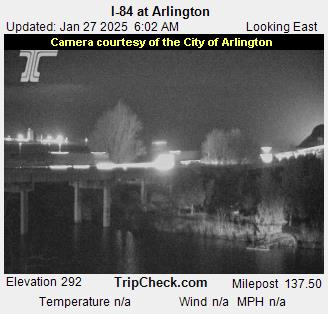 I-84 at Arlington
Updated: Jan 27 2025 6:02 AM Looking East
Camera courtesy of the City of Arlington
Elevation 292 TripCheck.com Milepost 137.50
Temperature n/a Wind n/a MPH n/a